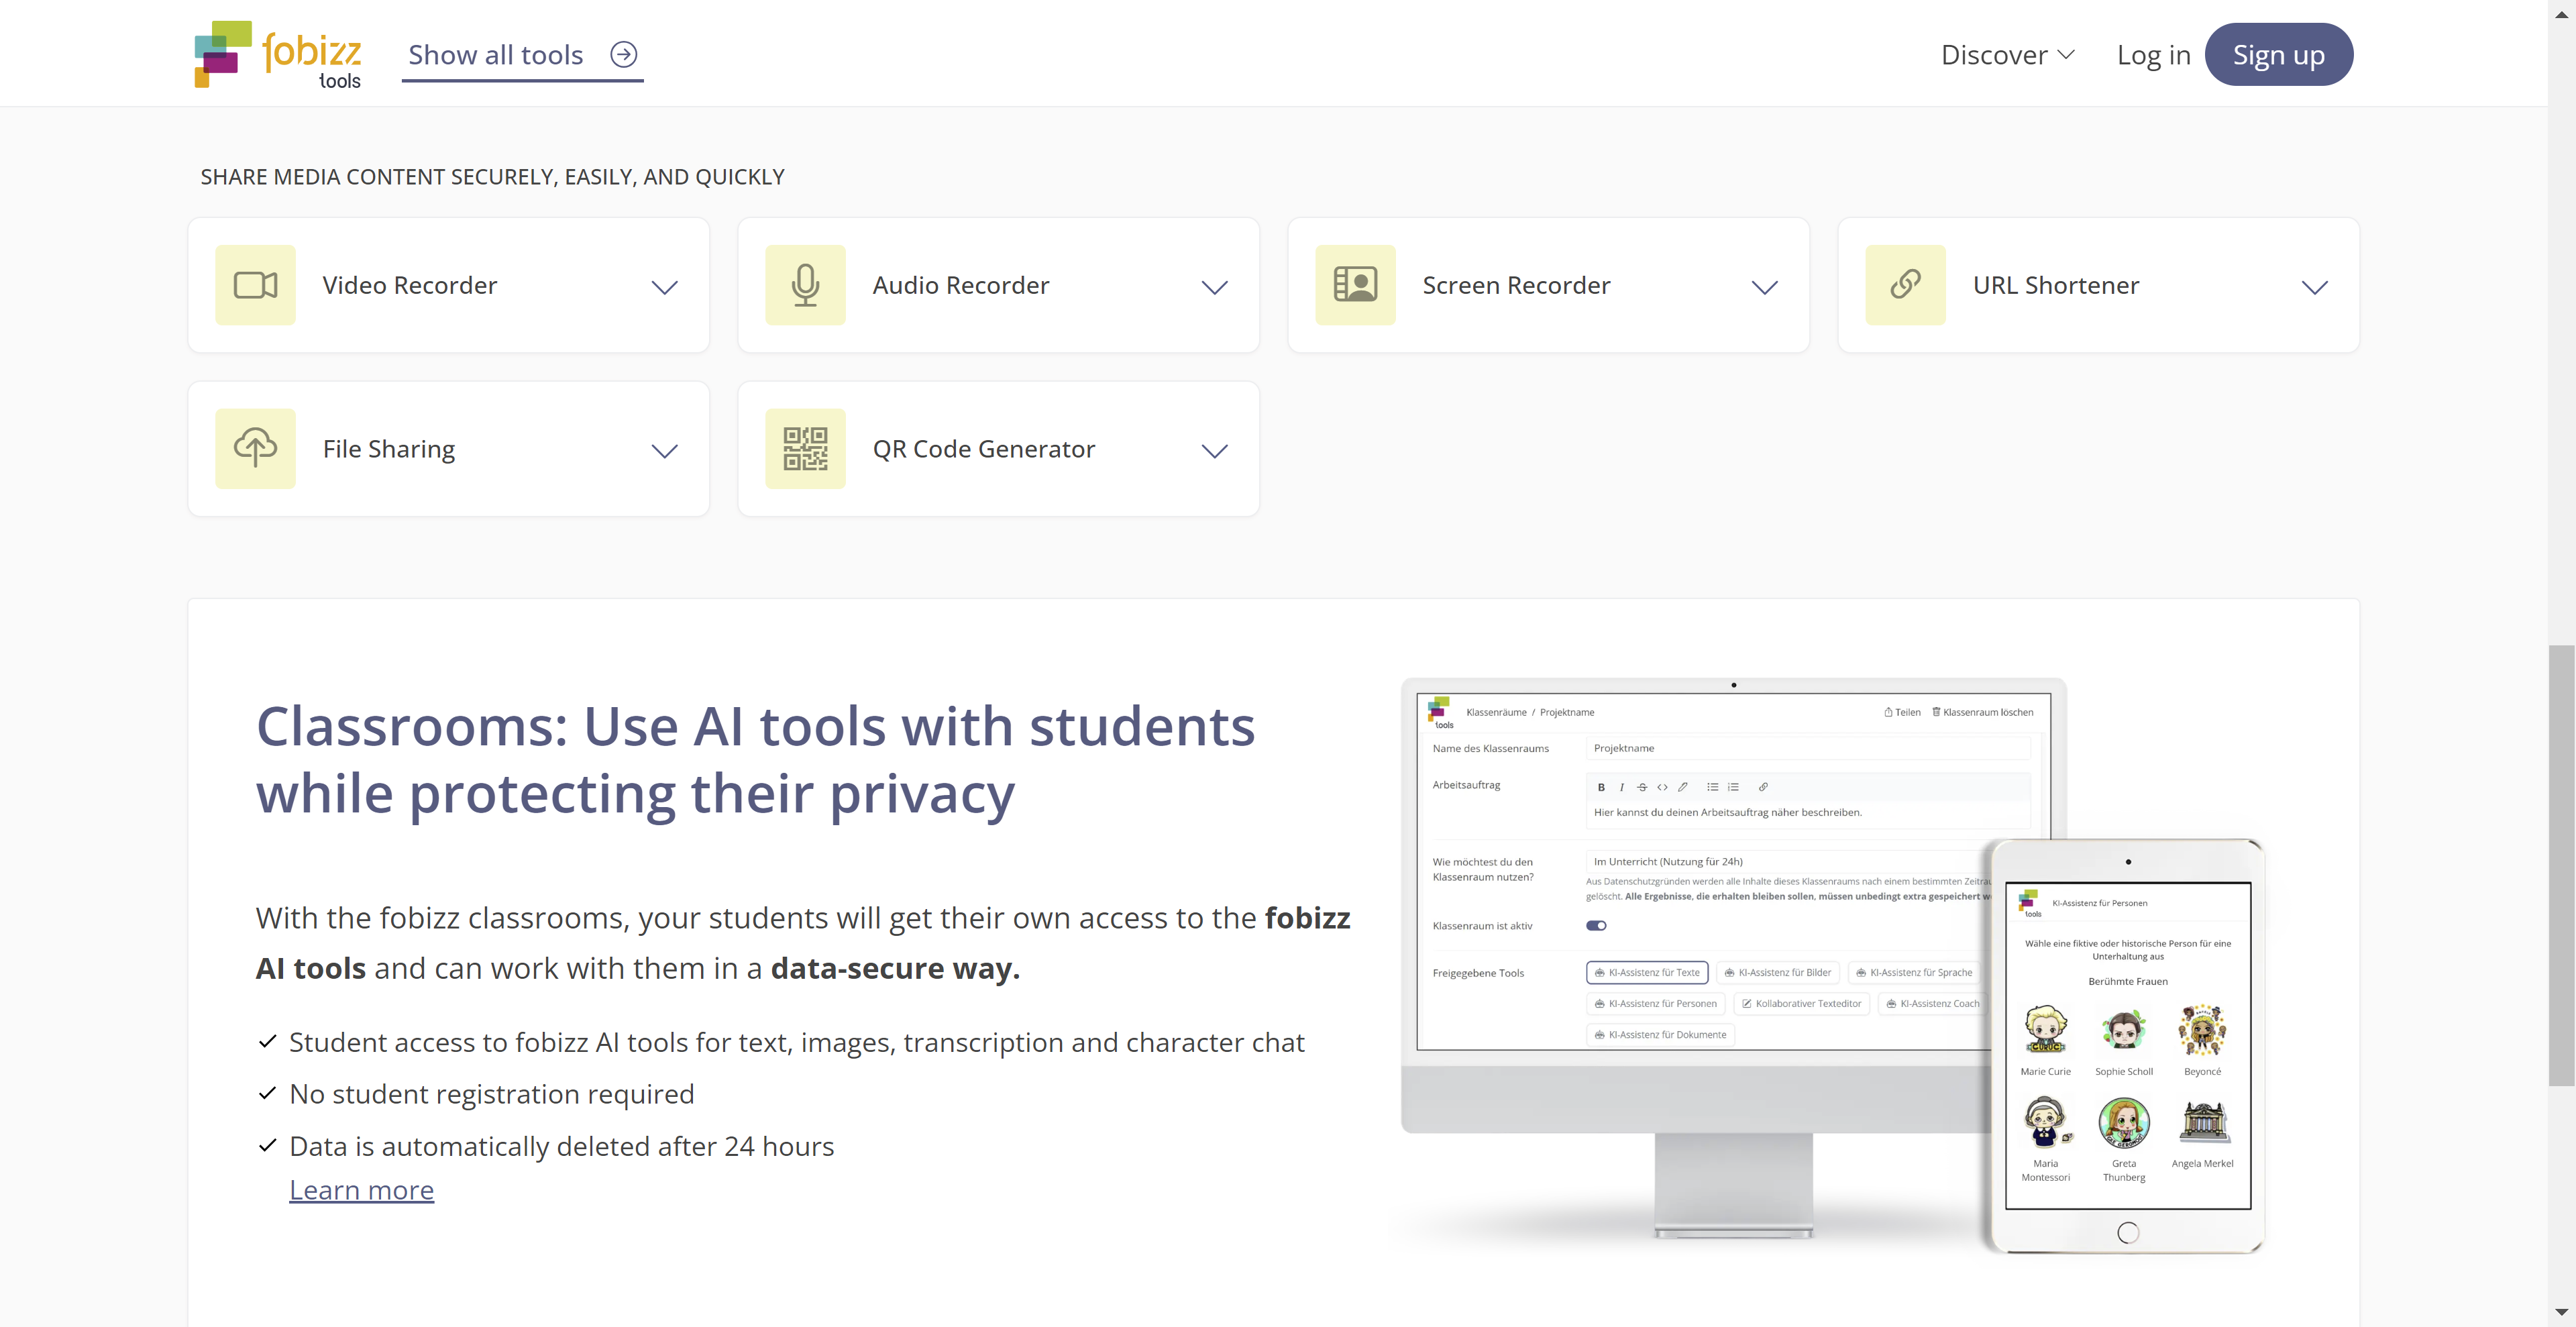 fobizz
tools
Show all tools
Discover
Log in
Sign up
SHARE MEDIA CONTENT SECURELY, EASILY, AND QUICKLY
Video Recorder
Audio Recorder
Screen Recorder
URL Shortener
File Sharing
QR Code Generator
Classrooms: Use AI tools with students
while protecting their privacy
With the fobizz classrooms, your students will get their own access to the fobizz
AI tools and can work with them in a data-secure way.
Student access to fobizz AI tools for text, images, transcription and character chat
No student registration required
Data is automatically deleted after 24 hours
Learn more
tools
Klassenräume / Projektname
Teilen
Klassenraum löschen
Name des Klassenraums
Projektname
Arbeitsauftrag
B I S
Hier kannst du deinen Arbeitsauftrag näher beschreiben.
Wie möchtest du den
Klassenraum nutzen?
Im Unterricht (Nutzung für 24h)
Aus Datenschutzgründen werden alle Inhalte dieses Klassenraums nach einem bestimmten
gelöscht. Alle Ergebnisse, die erhalten bleiben sollen, müssen unbedingt extra gespeichert
Klassenraum ist aktiv
Freigegebene Tools
KI-Assistenz für Texte
KI-Assistenz für Bilder
KI-Assistenz für Sprache
KI-Assistenz für Personen
Kollaborativer Texteditor
KI-Assistenz Coach
KI-Assistenz für Dokumente
tools
KI-Assistenz für Personen
Wähle eine fiktive oder historische Person für eine
Unterhaltung aus
Berühmte Frauen
Marie Curie
Sophie Scholl
Beyoncé
Maria
Montessori
Greta
Thunberg
Angela Merkel